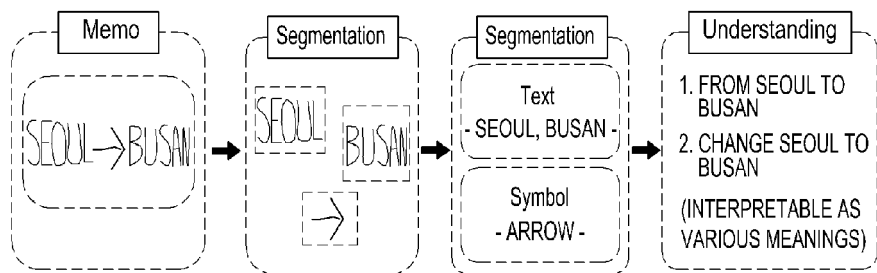 Memo
SEOUL → BUSAN
Segmentation
SEOUL
BUSAN
→
Segmentation
Text
- SEOUL, BUSAN -
Symbol
- ARROW -
Understanding
1. FROM SEOUL TO
BUSAN
2. CHANGE SEOUL TO
BUSAN
(INTERPRETABLE AS
VARIOUS MEANINGS)